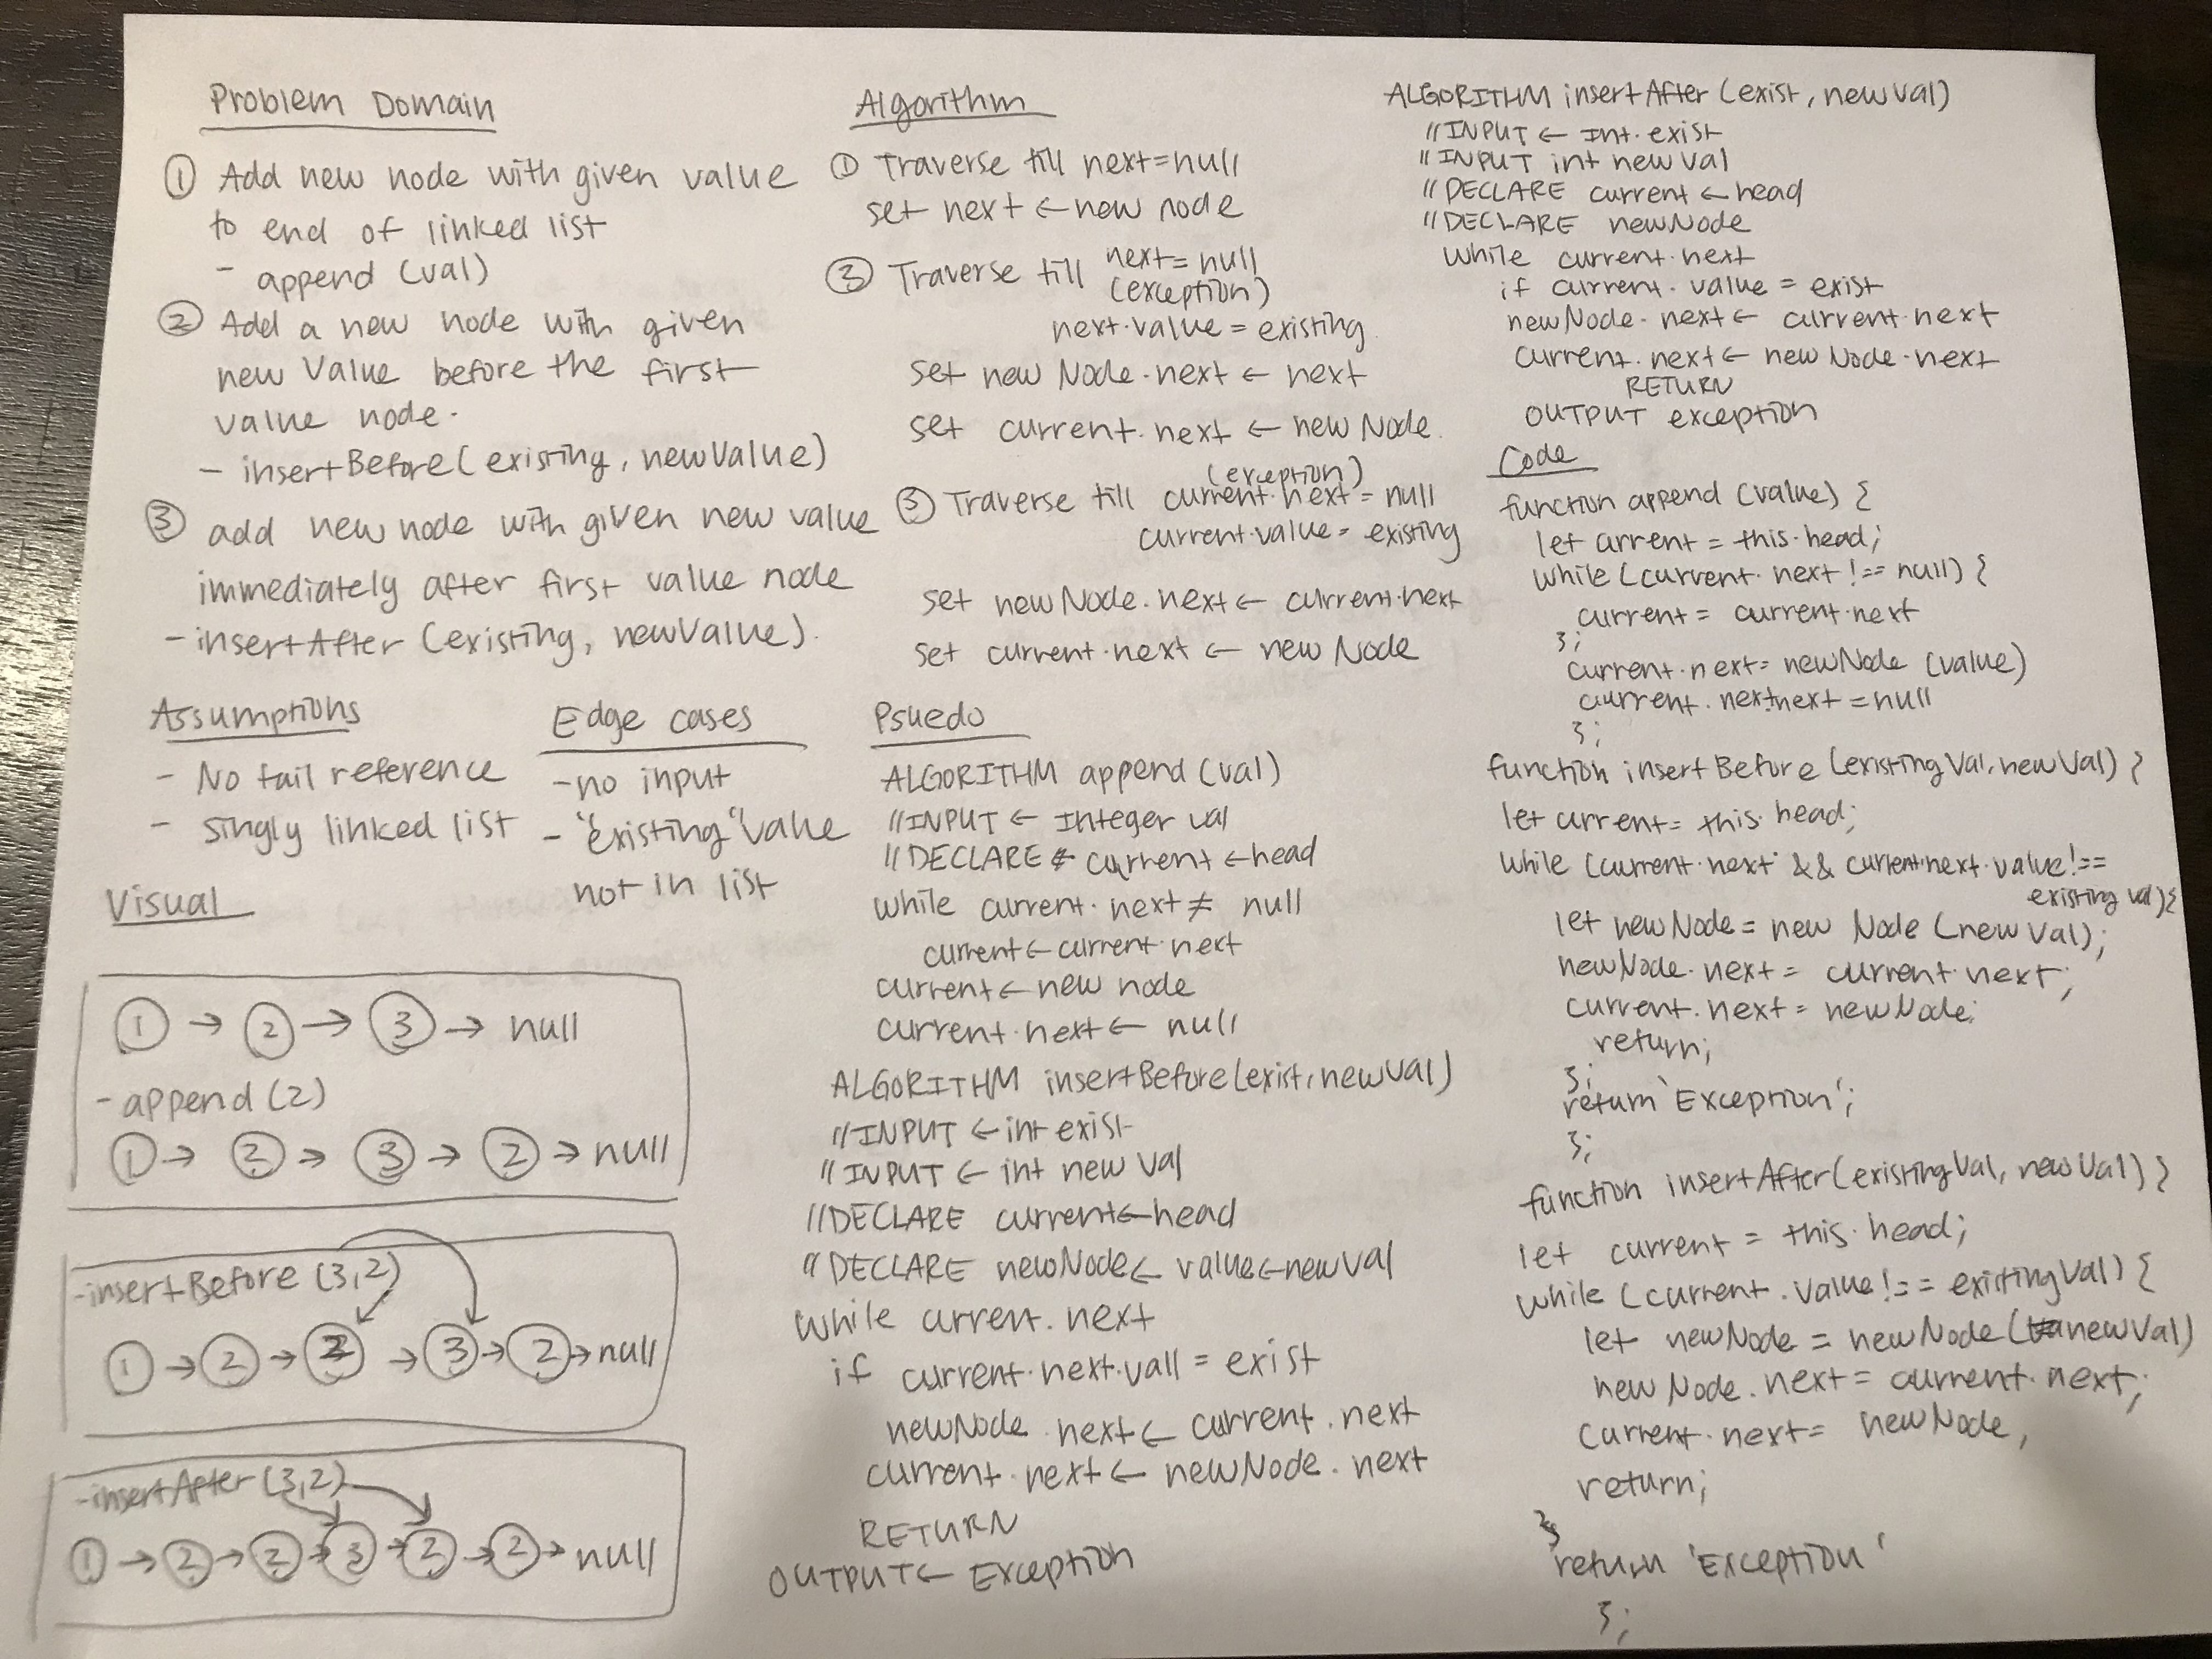 Problem Domain
① Add new node with given value
to end of linked list
- append (val)
② Add a new node with given
new value before the first
value node.
- insertBefore(existing, newValue)
③ add new node with given new value
immediately after first value node
- insertAfter (existing, newValue).
Assumptions
- No tail reference
- singly linked list
Edge cases
- no input
- "existing" value
not in list
Visual
① → ② → ③ → null
- append (2)
① → ② → ③ → ② → null
- insertBefore (3,2)
① → ② → ② → ③ → ② → null
- insertAfter (3,2)
① → ② → ② → ③ → ② → ② → null
Algorithm
① Traverse till next = null
set next ← new node
② Traverse till next = null
(exception)
next.value = existing
set new Node.next ← next
set current.next ← new Node.
(exception)
③ Traverse till current.next = null
current.value = existing
set newNode.next ← current.next
set current.next ← new Node
Psuedo
ALGORITHM append (val)
//INPUT ← Integer val
//DECLARE current ← head
while current.next ≠ null
current ← current.next
current ← new node
current.next ← null
ALGORITHM insertBefore(exist, newVal)
//INPUT ← int exist
//INPUT ← int new val
//DECLARE current ← head
//DECLARE newNode ← value ← newVal
while curren.next
if current.next.vall = exist
newNode.next ← current.next
current.next ← newNode.next
RETURN
OUTPUT ← Exception
ALGORITHM insertAfter (exist, newVal)
//INPUT ← Int.exist
//INPUT int new val
//DECLARE current ← head
//DECLARE newNode
while current.next
if current.value = exist
newNode.next ← current.next
current.next ← new Node.next
RETURN
OUTPUT exception
Code
function append (value) {
let current = this.head;
while (current.next !== null) {
current = current.next
};
current.next = newNode (value)
current.next.next = null
};
function insertBefore (existingVal, newVal) {
let current = this.head;
while (current.next && current.next.value !==
existing val) {
let newNode = new Node (new Val);
newNode.next = current.next;
current.next = newNode;
return;
};
return 'Exception';
};
function insertAfter(existingVal, newVal) {
let current = this.head;
while (current.value !== existingVal) {
let newNode = newNode (newVal)
new Node.next = current.next;
current.next = newNode,
return;
}
return 'Exception'
};